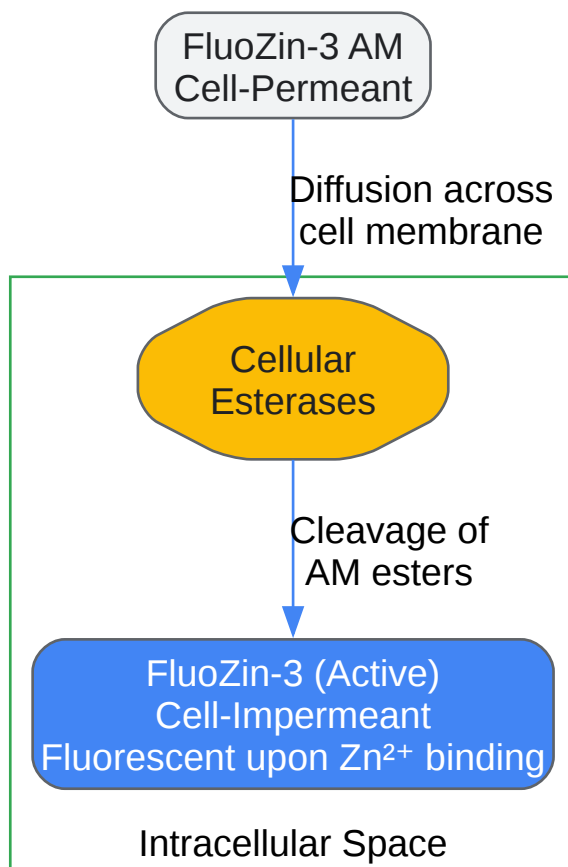 FluoZin-3 AM
Cell-Permeant
Diffusion across
cell membrane
Cellular
Esterases
Cleavage of
AM esters
FluoZin-3 (Active)
Cell-Impermeant
Fluorescent upon Zn²⁺ binding
Intracellular Space